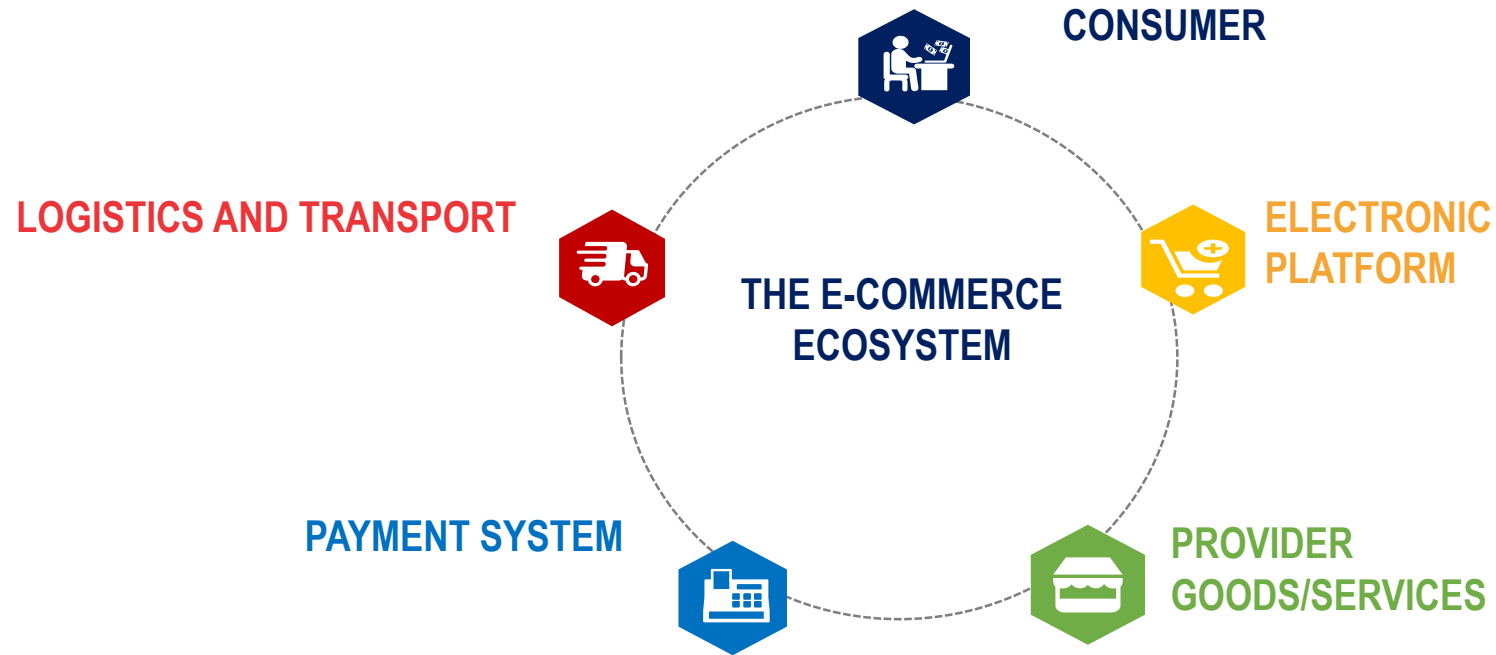 CONSUMER
LOGISTICS AND TRANSPORT
ELECTRONIC
PLATFORM
THE E-COMMERCE
ECOSYSTEM
PAYMENT SYSTEM
PROVIDER
GOODS/SERVICES